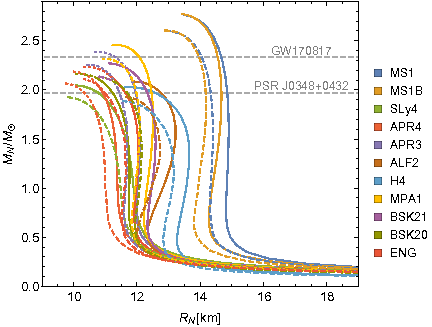 GW170817
PSR J0348+0432
M_N/M_⊙
2.5
2.0
1.5
1.0
0.5
0.0
10
12
14
16
18
R_N[km]
MS1
MS1B
SLy4
APR4
APR3
ALF2
H4
MPA1
BSK21
BSK20
ENG